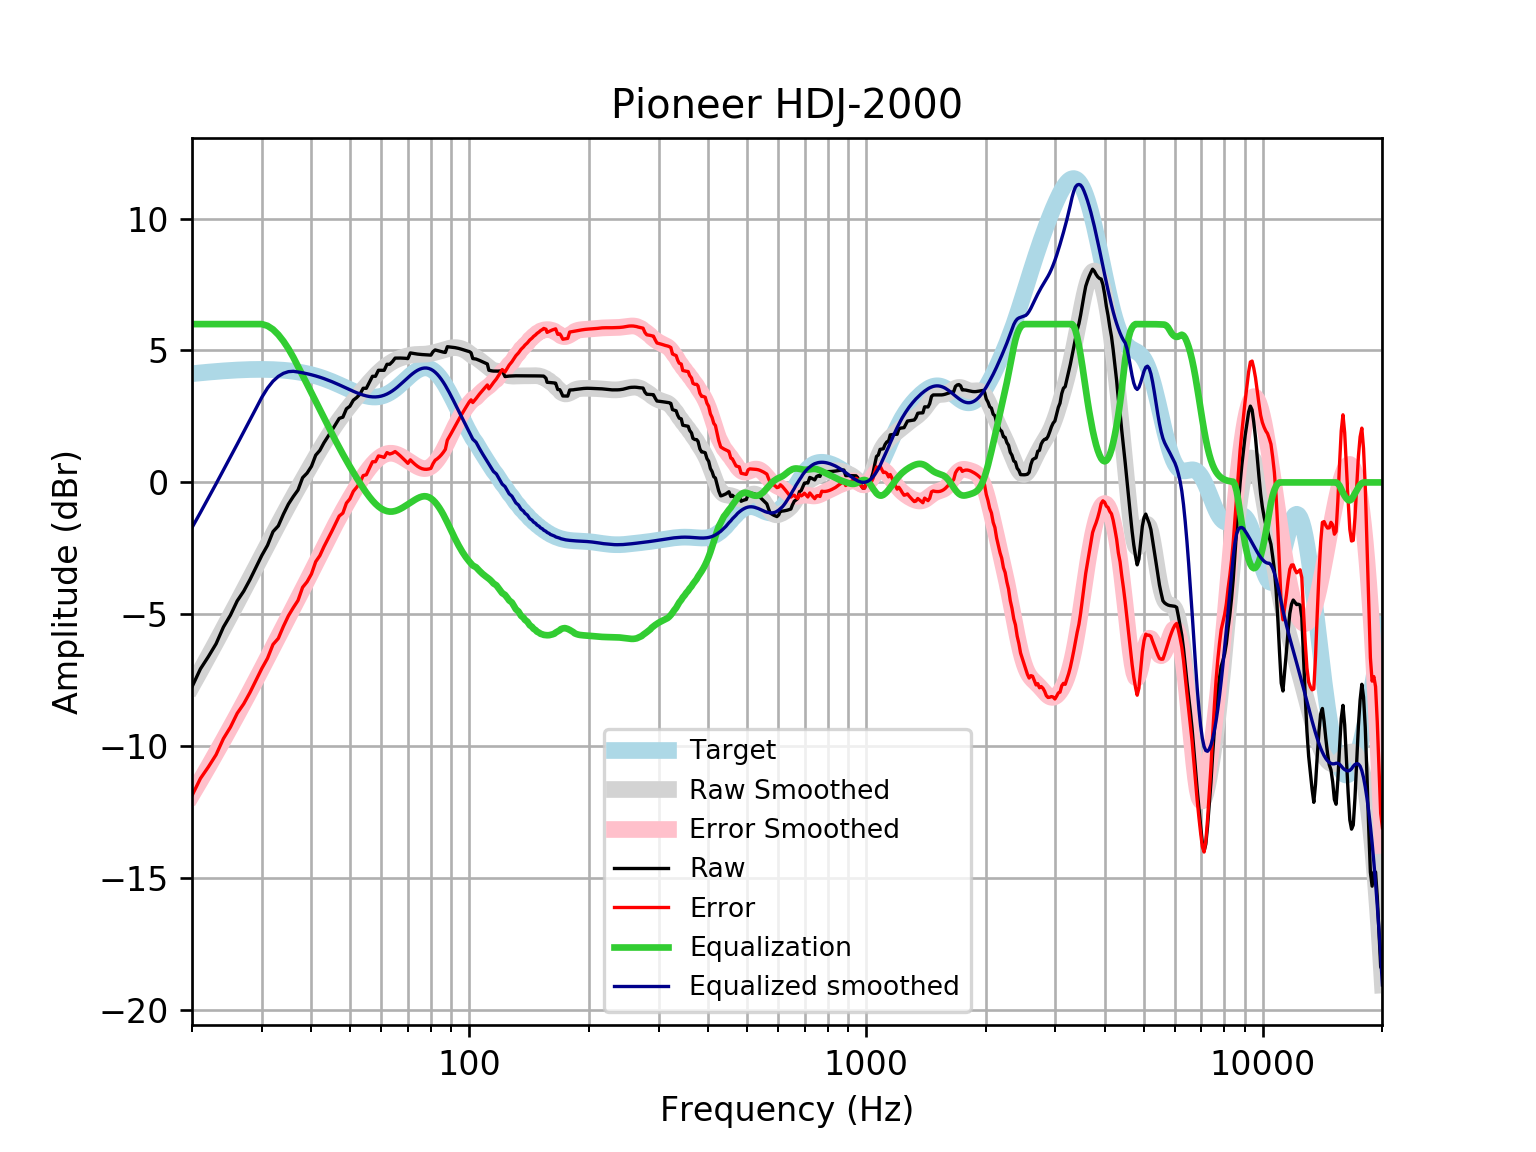 Pioneer HDJ-2000
10
5
0
−5
−10
−15
−20
Amplitude (dBr)
Target
Raw Smoothed
Error Smoothed
Raw
Error
Equalization
Equalized smoothed
100
1000
10000
Frequency (Hz)